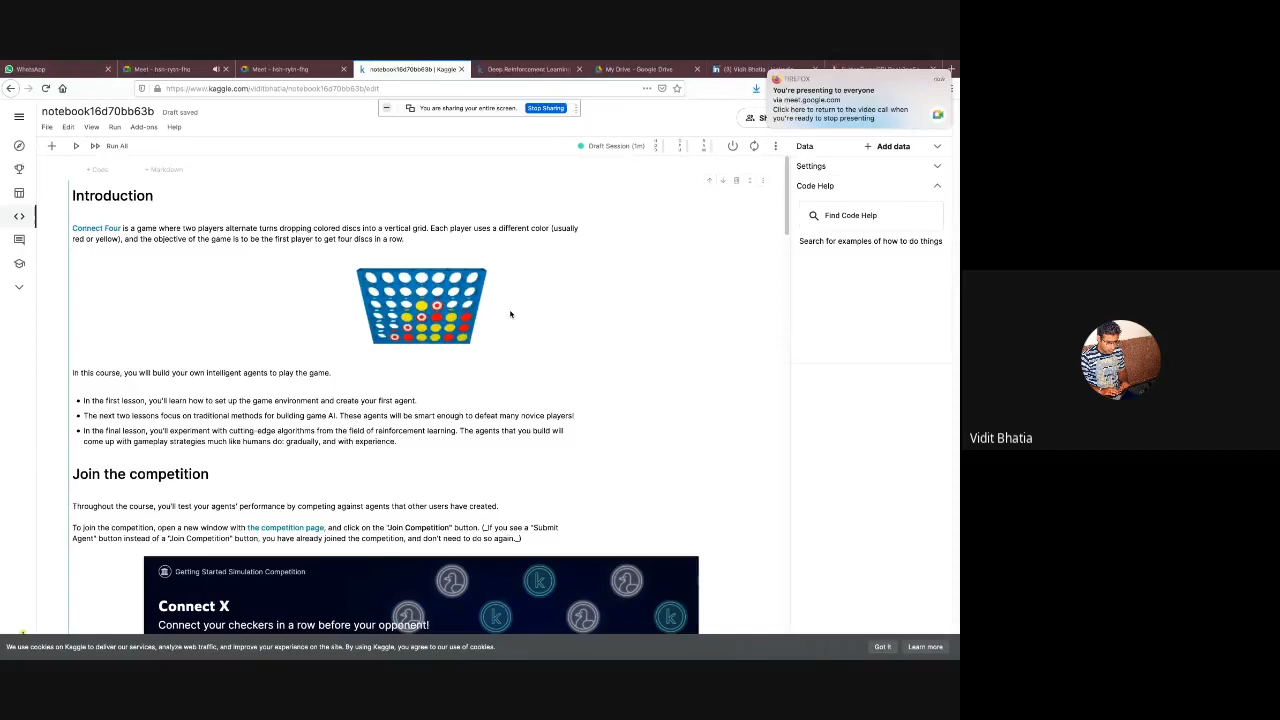 WhatsApp
Meet – hsh-rytn-fhq
Meet – hsh-rytn-fhq
notebook16d70bb63b | Kaggle
Deep Reinforcement Learning
My Drive - Google Drive
(8) Vidit Bhatia
https://www.kaggle.com/viditbhatia/notebook16d70bb63b/edit
FIREFOX
now
You're presenting to everyone
via meet.google.com
Click here to return to the video call when
you're ready to stop presenting
You are sharing your entire screen.
Stop Sharing
notebook16d70bb63b
Draft saved
File
Edit
View
Run
Add-ons
Help
Run All
Draft Session (1m)
Data
+ Add data
Settings
Code Help
Find Code Help
Search for examples of how to do things
+ Code
+ Markdown
Introduction
Connect Four is a game where two players alternate turns dropping colored discs into a vertical grid. Each player uses a different color (usually
red or yellow), and the objective of the game is to be the first player to get four discs in a row.
In this course, you will build your own intelligent agents to play the game.
• In the first lesson, you'll learn how to set up the game environment and create your first agent.
• The next two lessons focus on traditional methods for building game AI. These agents will be smart enough to defeat many novice players!
• In the final lesson, you'll experiment with cutting-edge algorithms from the field of reinforcement learning. The agents that you build will
come up with gameplay strategies much like humans do: gradually, and with experience.
Join the competition
Throughout the course, you'll test your agents' performance by competing against agents that other users have created.
To join the competition, open a new window with the competition page, and click on the "Join Competition" button. (_If you see a "Submit
Agent" button instead of a "Join Competition" button, you have already joined the competition, and don't need to do so again._)
Getting Started Simulation Competition
Connect X
Connect your checkers in a row before your opponent!
We use cookies on Kaggle to deliver our services, analyze web traffic, and improve your experience on the site. By using Kaggle, you agree to our use of cookies.
Got it
Learn more
Vidit Bhatia